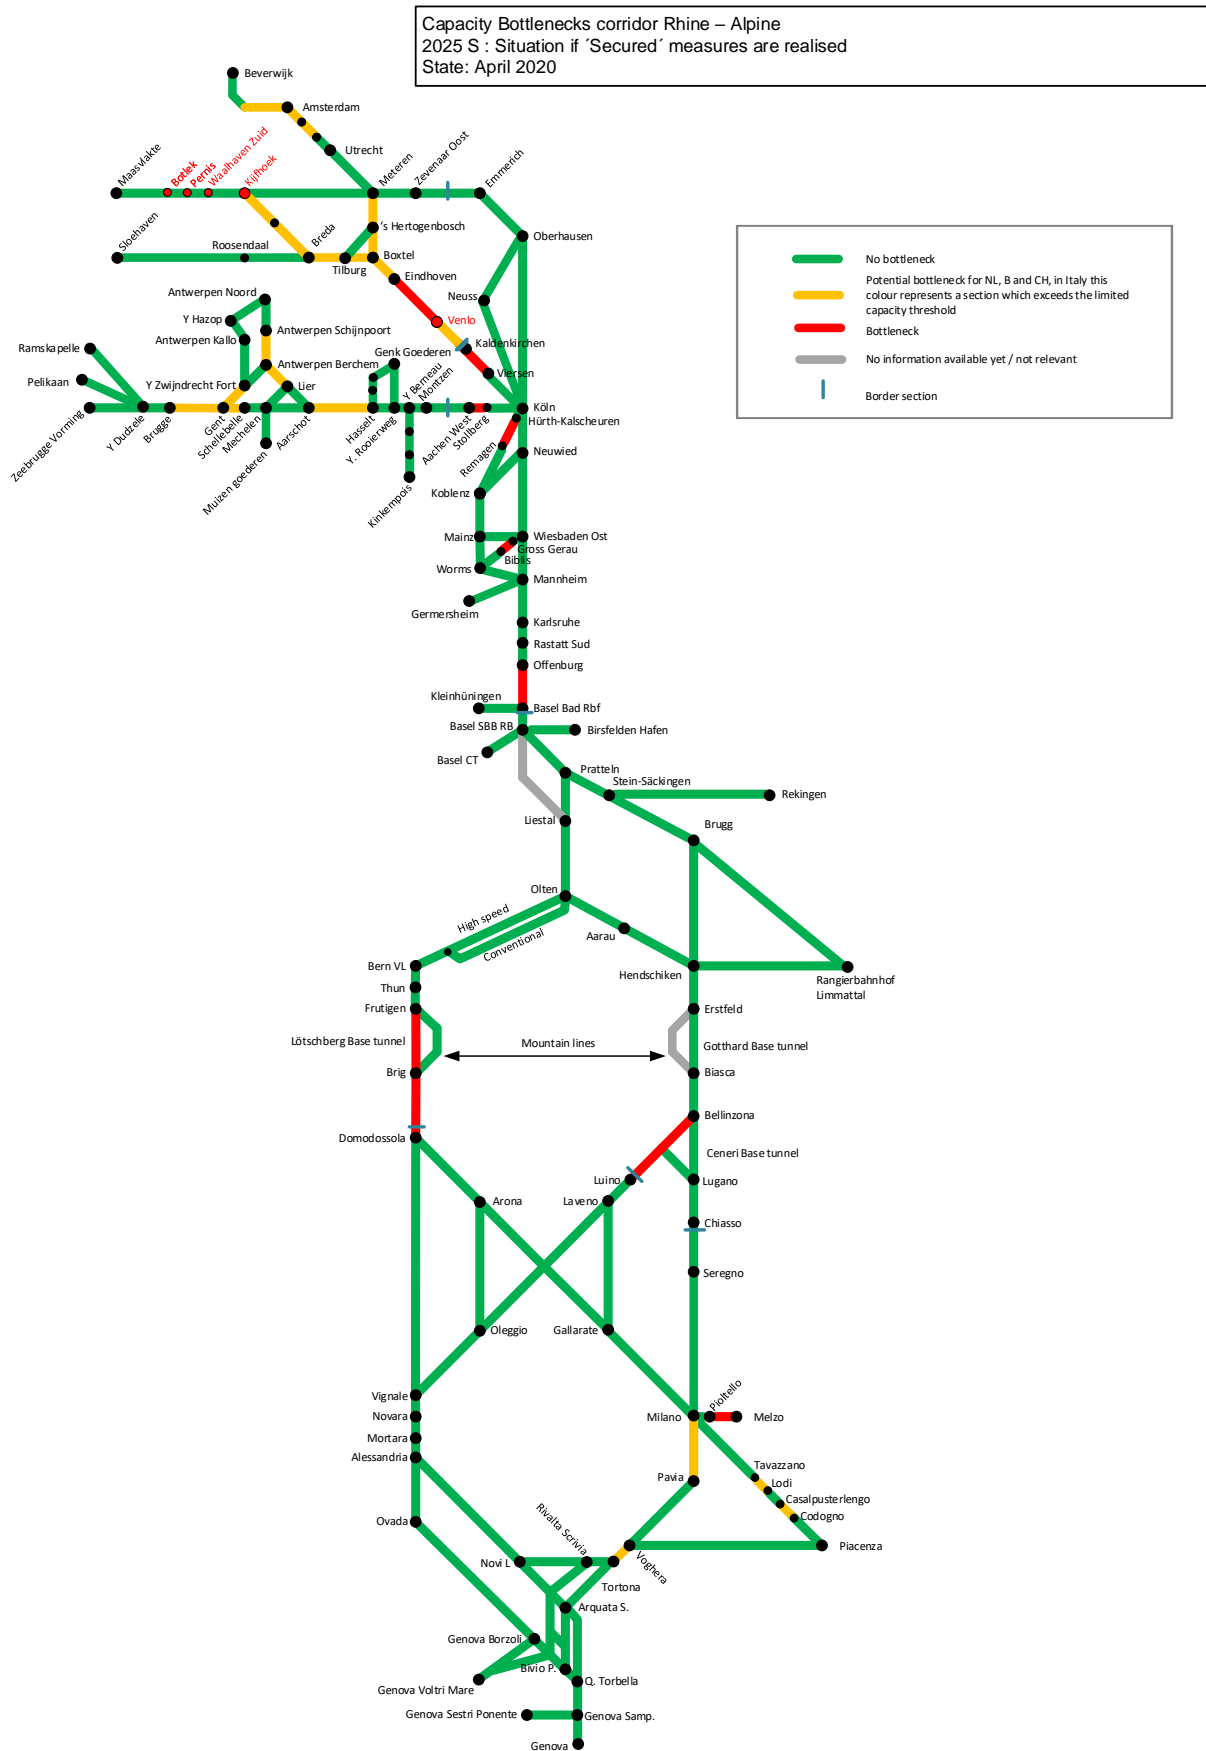 Capacity Bottlenecks corridor Rhine – Alpine
2025 S : Situation if ´Secured´ measures are realised
State: April 2020
Beverwijk
Amsterdam
Utrecht
Maasvlakte
Botlek
Pernis
Waalhaven Zuid
Kijfhoek
Meteren
Zevenaar Oost
Emmerich
Sloehaven
Roosendaal
Breda
's Hertogenbosch
Oberhausen
Tilburg
Boxtel
Eindhoven
No bottleneck
Potential bottleneck for NL, B and CH, in Italy this
colour represents a section which exceeds the limited
capacity threshold
Bottleneck
No information available yet / not relevant
Border section
Antwerpen Noord
Neuss
Y Hazop
Venlo
Antwerpen Schijnpoort
Antwerpen Kallo
Kaldenkirchen
Ramskapelle
Genk Goederen
Antwerpen Berchem
Viersen
Pelikaan
Y Zwijndrecht Fort
Lier
Y Berneau
Montzen
Köln
Zeebrugge Vorming
Y Dudzele
Brugge
Gent
Schellebelle
Mechelen
Aarschot
Hasselt
Y. Rooierweg
Aachen West
Stollberg
Hürth-Kalscheuren
Muizen goederen
Kinkempois
Remagen
Neuwied
Koblenz
Mainz
Wiesbaden Ost
Gross Gerau
Biblis
Worms
Mannheim
Germersheim
Karlsruhe
Rastatt Sud
Offenburg
Kleinhüningen
Basel Bad Rbf
Basel SBB RB
Birsfelden Hafen
Basel CT
Pratteln
Stein-Säckingen
Rekingen
Liestal
Brugg
Olten
High speed
Conventional
Aarau
Bern VL
Hendschiken
Rangierbahnhof
Limmattal
Thun
Frutigen
Erstfeld
Lötschberg Base tunnel
Mountain lines
Gotthard Base tunnel
Brig
Biasca
Bellinzona
Domodossola
Ceneri Base tunnel
Luino
Lugano
Arona
Laveno
Chiasso
Seregno
Oleggio
Gallarate
Vignale
Novara
Milano
Pioltello
Melzo
Mortara
Alessandria
Tavazzano
Pavia
Lodi
Casalpusterlengo
Codogno
Ovada
Rivalta Scrivia
Piacenza
Novi L
Voghera
Tortona
Arquata S.
Genova Borzoli
Bivio P.
Q. Torbella
Genova Voltri Mare
Genova Sestri Ponente
Genova Samp.
Genova